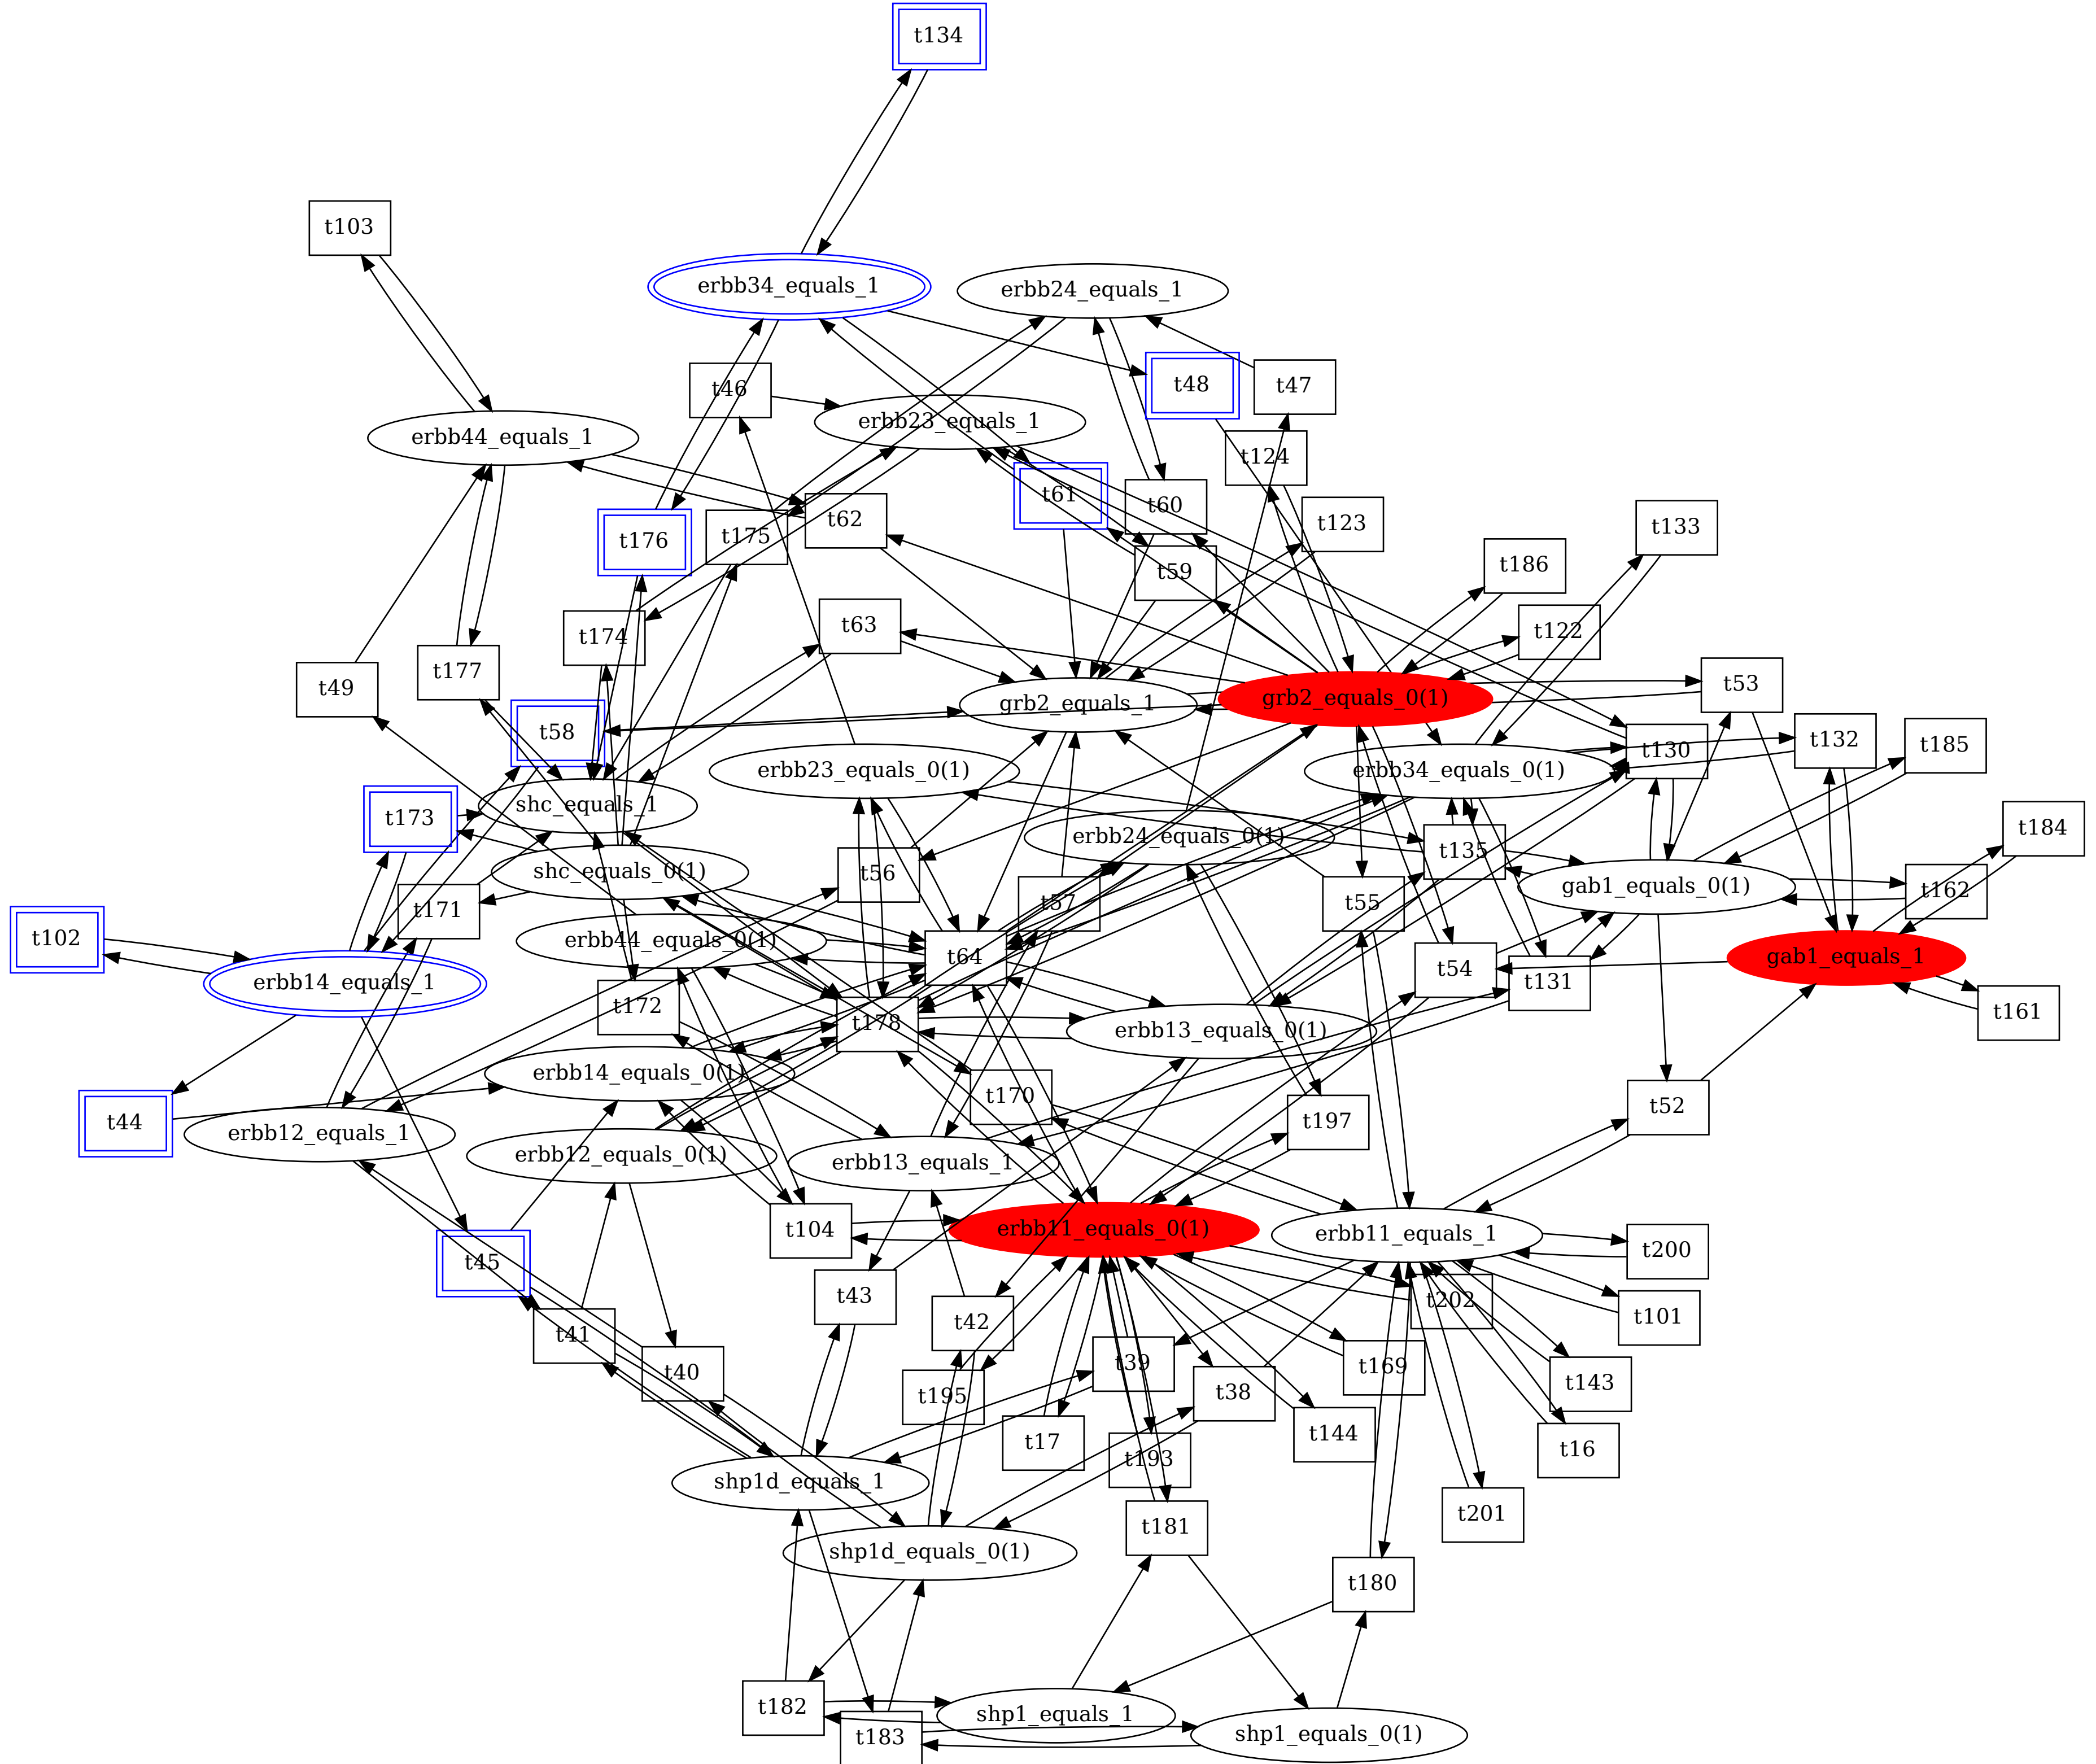 t134
t103
erbb34_equals_1
erbb24_equals_1
t48
t47
t46
erbb23_equals_1
erbb44_equals_1
t124
t61
t60
t62
t123
t133
t176
t175
t59
t186
t174
t63
t122
t177
t49
t53
grb2_equals_1
grb2_equals_0(1)
t58
t132
t185
t130
erbb23_equals_0(1)
erbb34_equals_0(1)
shc_equals_1
t173
erbb24_equals_0(1)
t135
t184
shc_equals_0(1)
t56
gab1_equals_0(1)
t162
t171
t57
t55
t102
erbb44_equals_0(1)
t64
gab1_equals_1
t54
t131
erbb14_equals_1
t172
t178
erbb13_equals_0(1)
t161
erbb14_equals_0(1)
t170
t52
t44
erbb12_equals_1
t197
erbb12_equals_0(1)
erbb13_equals_1
t104
erbb11_equals_0(1)
erbb11_equals_1
t200
t45
t43
t202
t101
t42
t41
t39
t169
t40
t195
t38
t143
t17
t144
t16
t193
shp1d_equals_1
t201
t181
shp1d_equals_0(1)
t180
t182
shp1_equals_1
t183
shp1_equals_0(1)